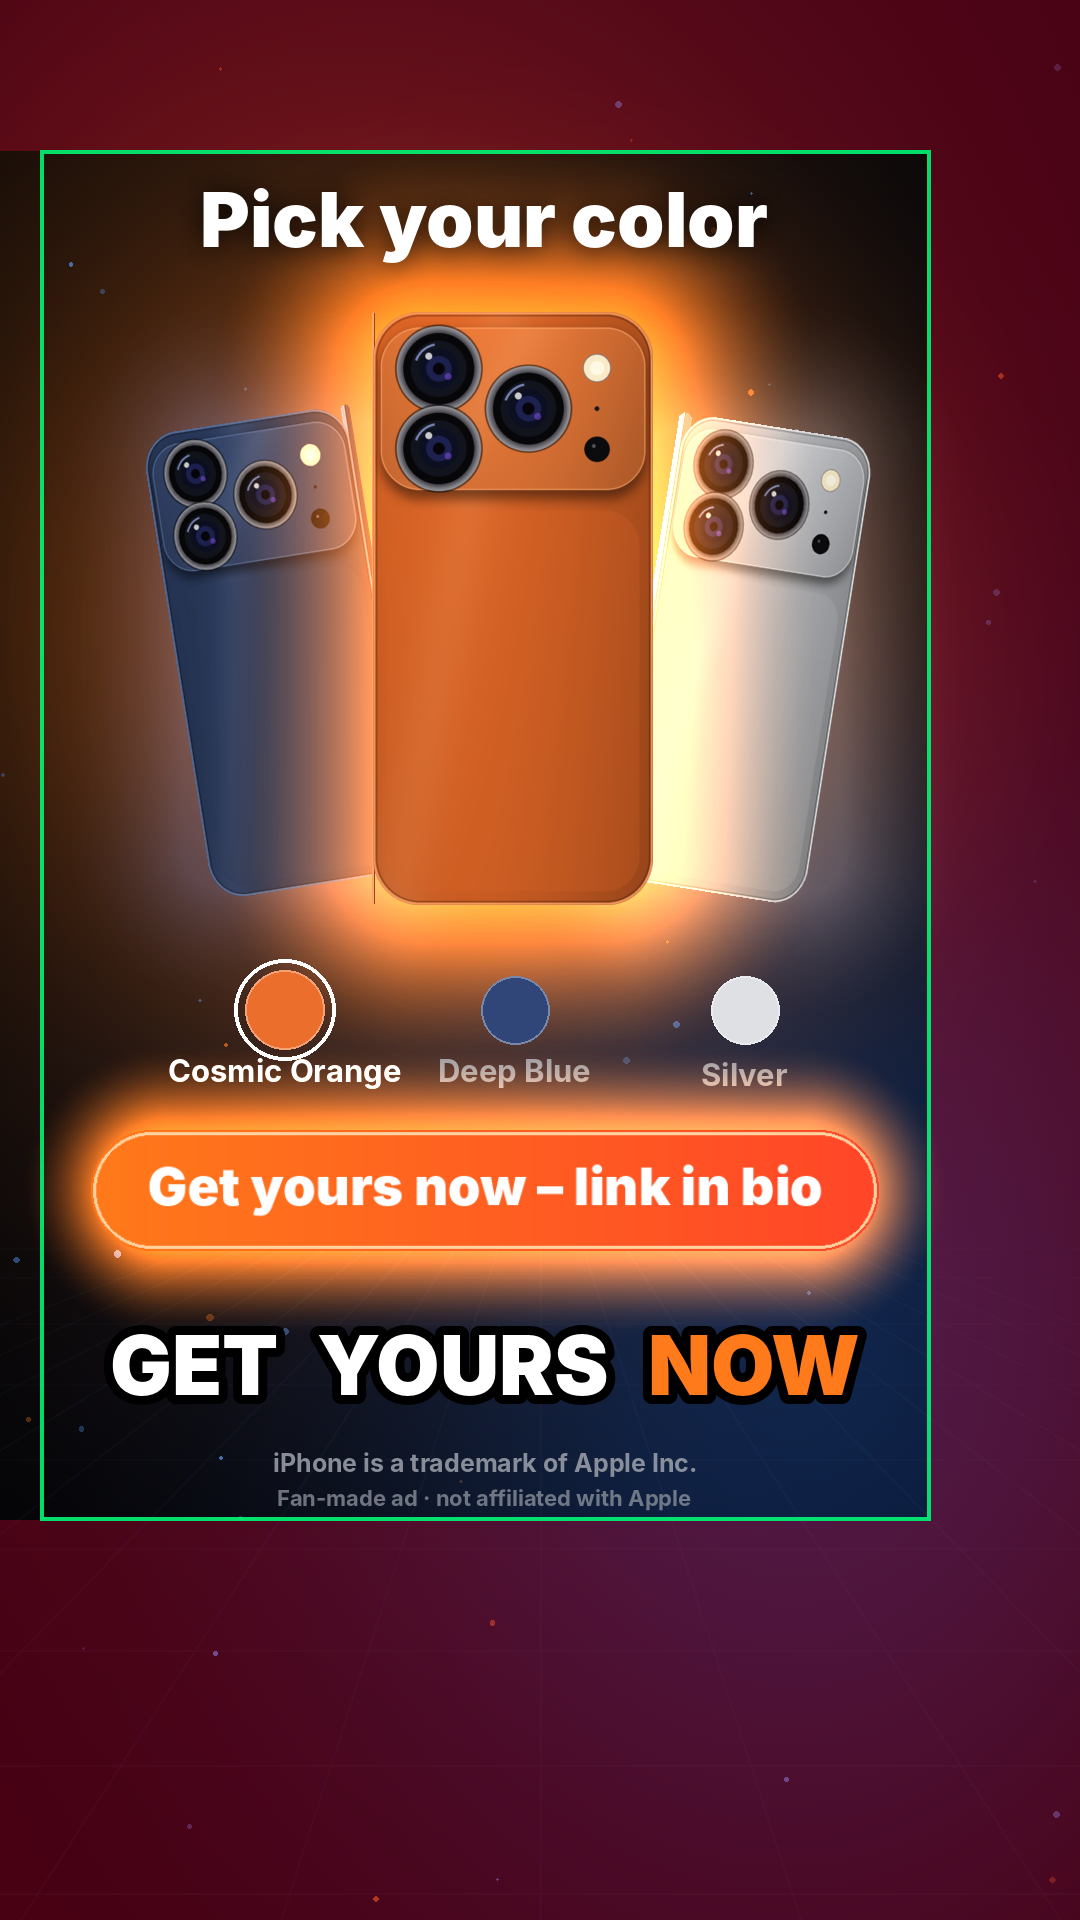 Pick your color
Cosmic Orange Deep Blue Silver
Get yours now – link in bio
GET YOURS NOW
iPhone is a trademark of Apple Inc.
Fan-made ad · not affiliated with Apple